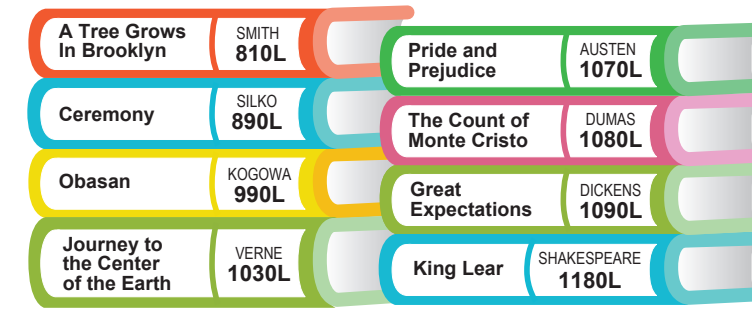 A Tree Grows
In Brooklyn
SMITH
810L
Ceremony
SILKO
890L
Obasan
KOGOWA
990L
Journey to
the Center
of the Earth
VERNE
1030L
Pride and
Prejudice
AUSTEN
1070L
The Count of
Monte Cristo
DUMAS
1080L
Great
Expectations
DICKENS
1090L
King Lear
SHAKESPEARE
1180L